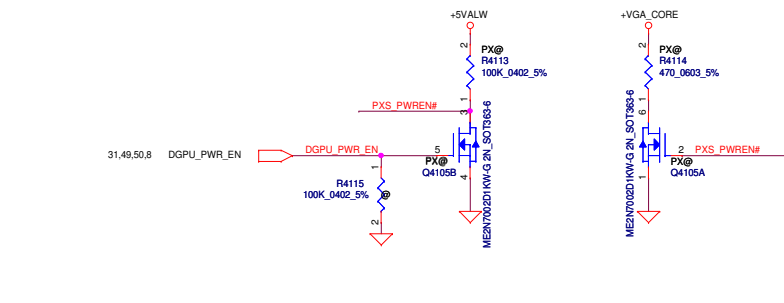 +5VALW
+VGA_CORE
2
PX@
R4113
100K_0402_5%
1
2
PX@
R4114
470_0603_5%
1
PXS_PWREN#
3
6
31,49,50,8
DGPU_PWR_EN
DGPU_PWR_EN
5
PX@
Q4105B
4
ME2N7002D1KW-G 2N_SOT363-6
ME2N7002D1KW-G 2N_SOT363-6
2
PXS_PWREN#
PX@
Q4105A
1
1
R4115
100K_0402_5%
@
2